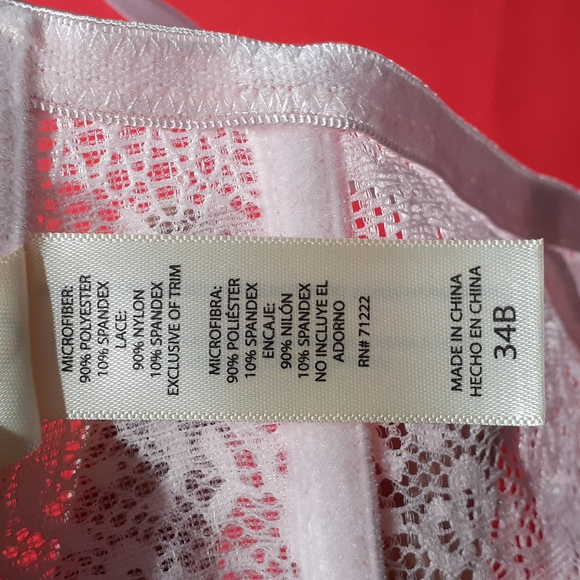 MICROFIBER:
90% POLYESTER
10% SPANDEX
LACE:
90% NYLON
10% SPANDEX
EXCLUSIVE OF TRIM
MICROFIBRA:
90% POLIÉSTER
10% SPANDEX
ENCAJE:
90% NILÓN
10% SPANDEX
NO INCLUYE EL
ADORNO
RN# 71222
MADE IN CHINA
HECHO EN CHINA
34B